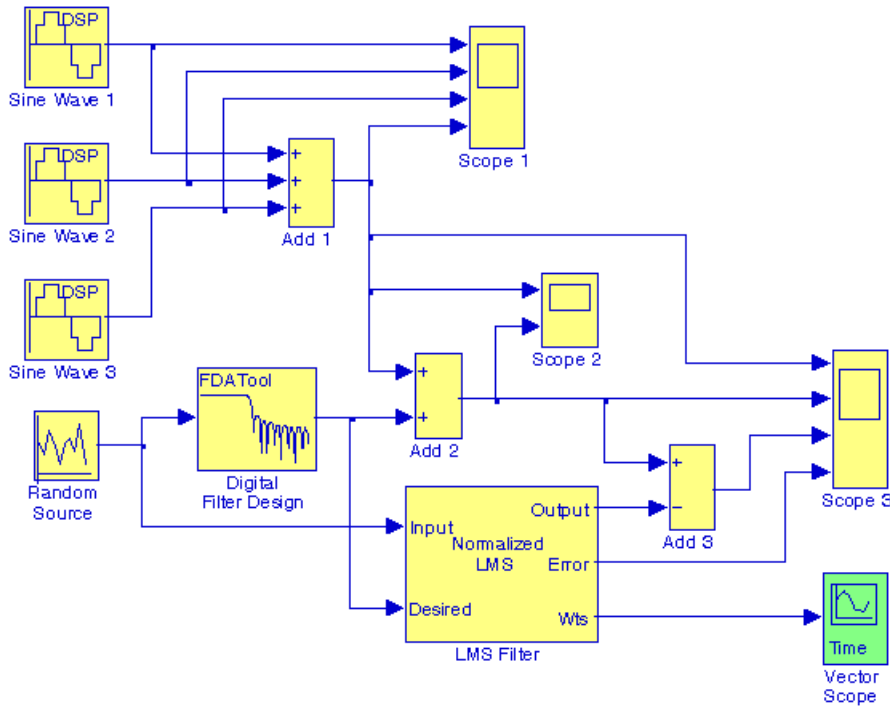 DSP
Sine Wave 1
DSP
Sine Wave 2
DSP
Sine Wave 3
+
+
+
Add 1
Scope 1
Scope 2
FDATool
Digital
Filter Design
+
+
Add 2
Random
Source
Input
Normalized
LMS
Desired
Output
Error
Wts
LMS Filter
+
−
Add 3
Scope 3
Time
Vector
Scope